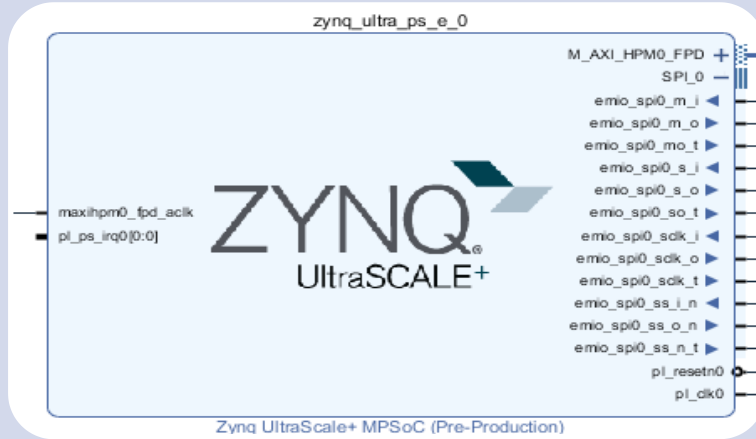 zynq_ultra_ps_e_0
M_AXI_HPM0_FPD
SPI_0
emio_spi0_m_i
emio_spi0_m_o
emio_spi0_mo_t
emio_spi0_s_i
emio_spi0_s_o
maxihpm0_fpd_aclk
emio_spi0_so_t
pl_ps_irq0[0:0]
emio_spi0_sclk_i
ZYNQ®
emio_spi0_sclk_o
UltraSCALE+
emio_spi0_sclk_t
emio_spi0_ss_i_n
emio_spi0_ss_o_n
emio_spi0_ss_n_t
pl_resetn0
pl_clk0
Zynq UltraScale+ MPSoC (Pre-Production)